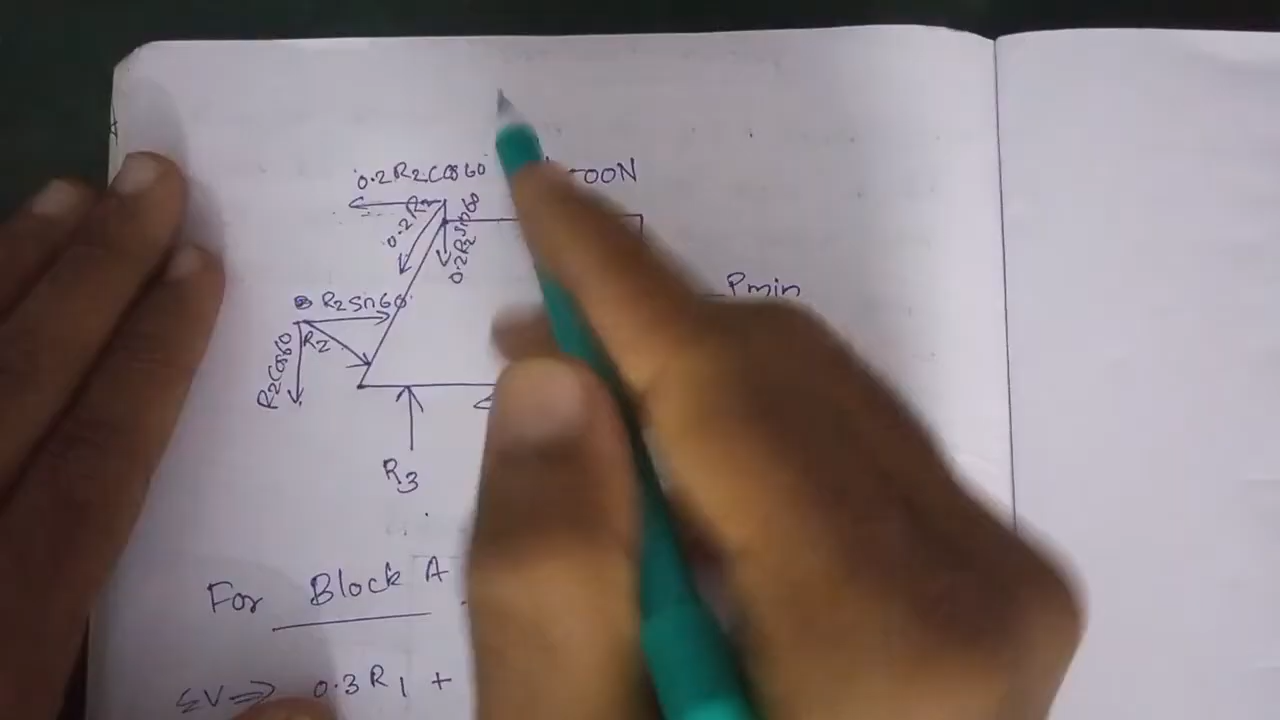 0.2R2Cos60
00N
0.2R2
0.2R2sin60
Pmin
R2sin60
R2
R2Cos60
R3
For Block A
ΣV⇒ 0.3R1 +